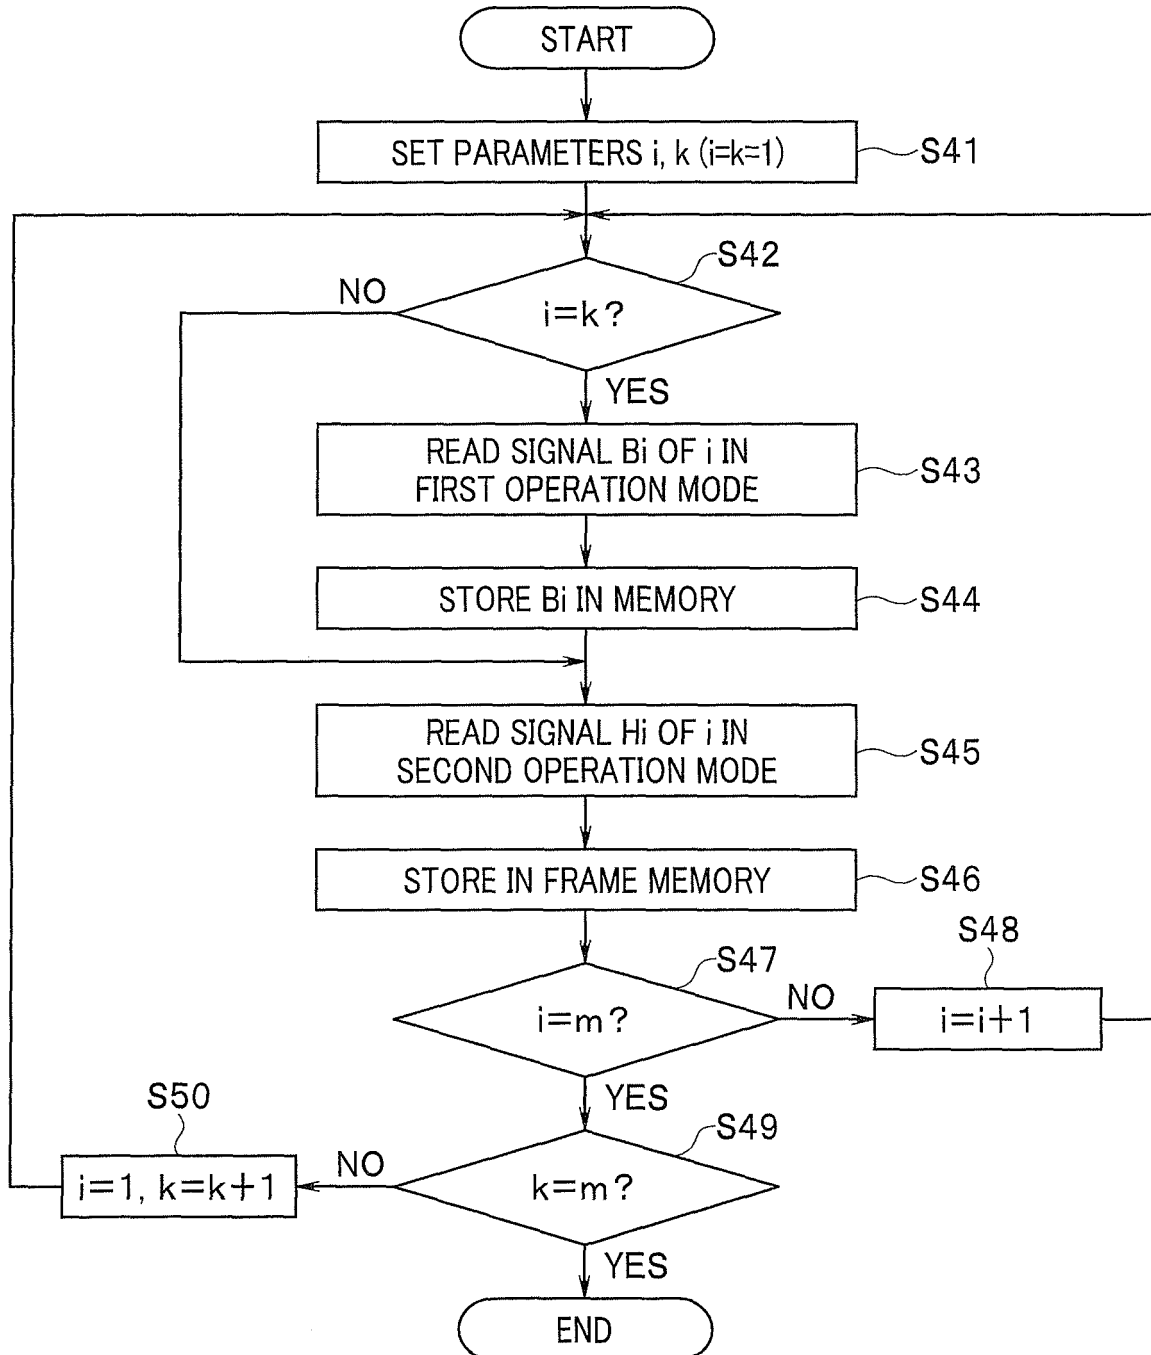 START
SET PARAMETERS i, k (i=k=1)
S41
S42
NO
i=k?
YES
READ SIGNAL Bi OF i IN
FIRST OPERATION MODE
S43
STORE Bi IN MEMORY
S44
READ SIGNAL Hi OF i IN
SECOND OPERATION MODE
S45
STORE IN FRAME MEMORY
S46
S47
i=m?
NO
S48
i=i+1
YES
S49
k=m?
NO
S50
i=1, k=k+1
YES
END